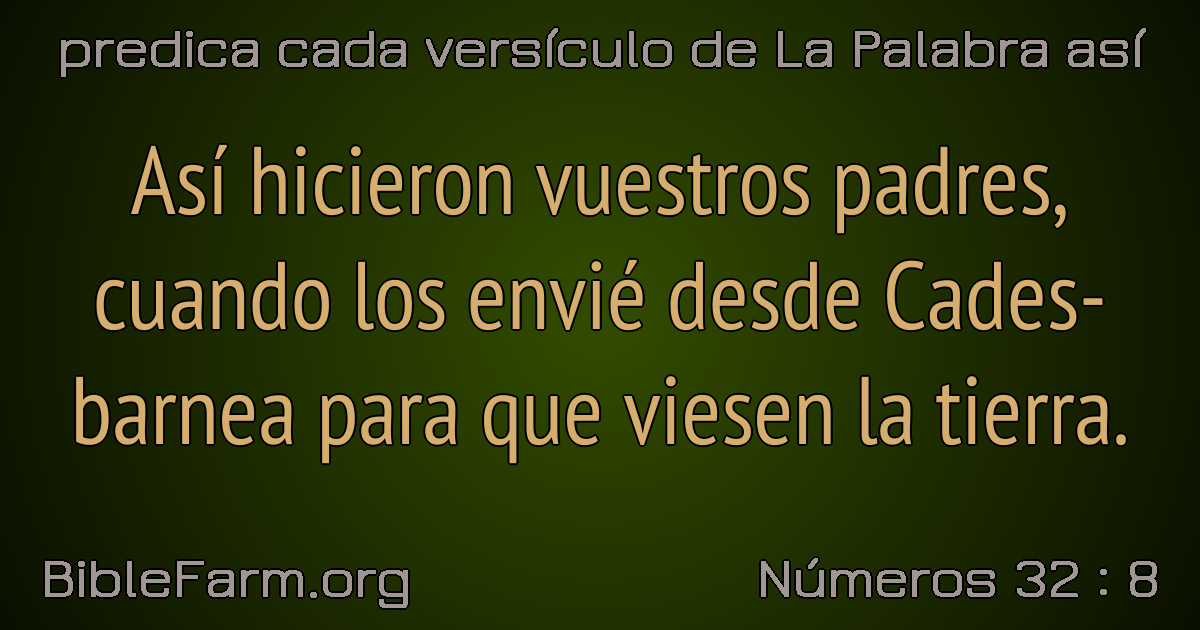 predica cada versículo de La Palabra así
Así hicieron vuestros padres,
cuando los envié desde Cades-
barnea para que viesen la tierra.
BibleFarm.org
Números 32 : 8